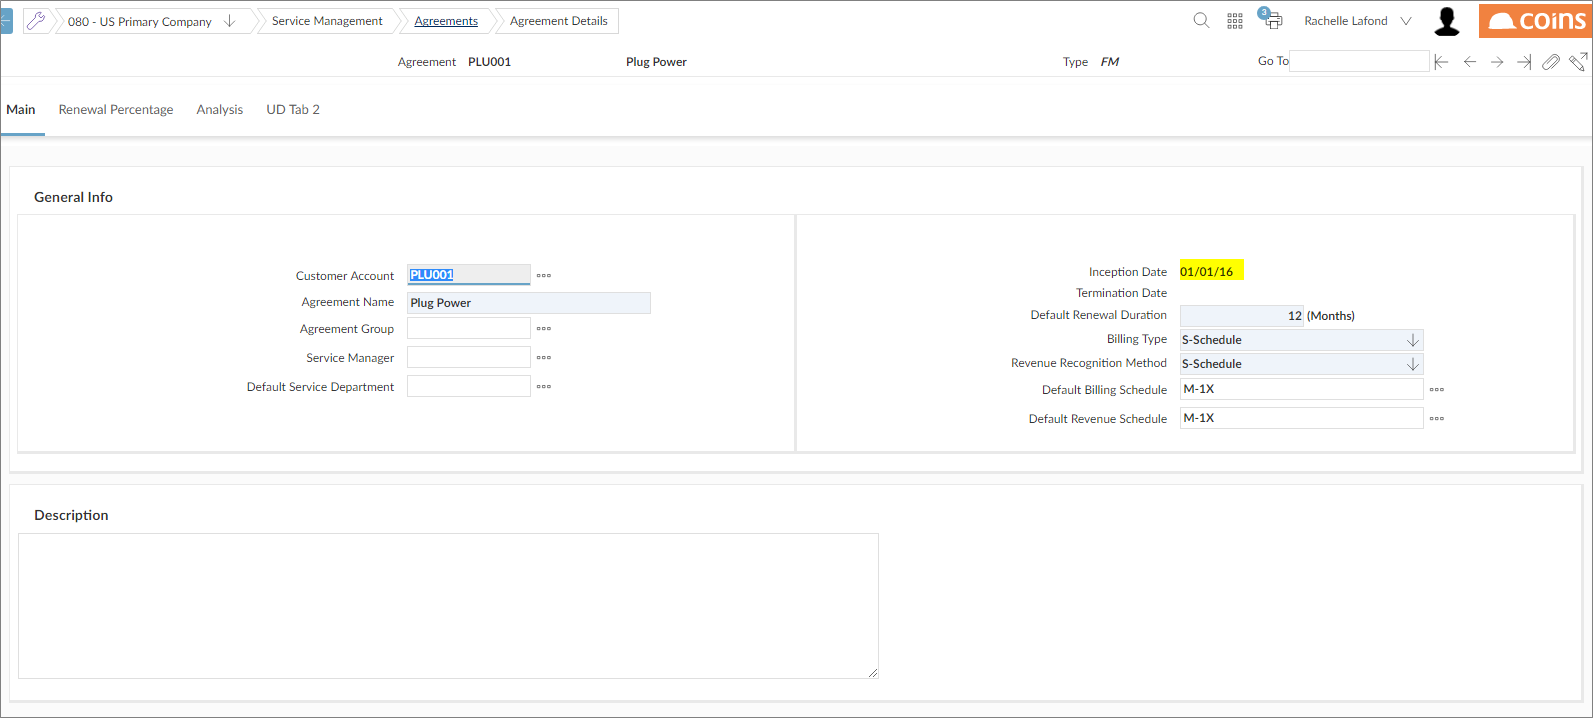 080 - US Primary Company Service Management Agreements Agreement Details 3 Rachelle Lafond coins
Agreement PLU001 Plug Power Type FM Go To
Main Renewal Percentage Analysis UD Tab 2
General Info
Customer Account PLU001
Agreement Name Plug Power
Agreement Group
Service Manager
Default Service Department
Inception Date 01/01/16
Termination Date
Default Renewal Duration 12 (Months)
Billing Type S-Schedule
Revenue Recognition Method S-Schedule
Default Billing Schedule M-1X
Default Revenue Schedule M-1X
Description